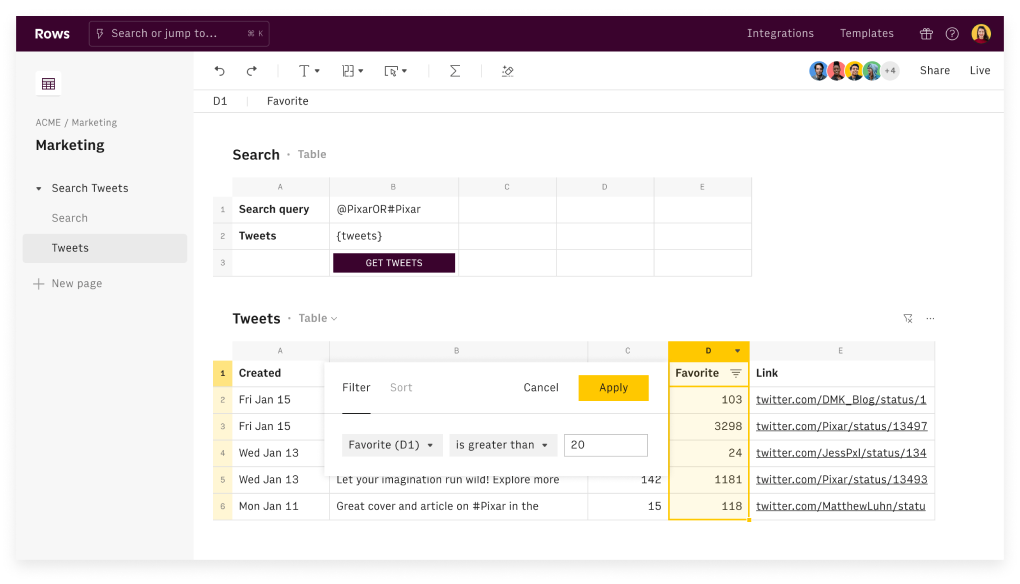 Rows Search or jump to... ⌘ K Integrations Templates
+4 Share Live
D1 Favorite
ACME / Marketing
Marketing
Search Tweets
Search
Tweets
New page
Search • Table
A B C D E
1 Search query @PixarOR#Pixar
2 Tweets {tweets}
3 GET TWEETS
Tweets • Table
A B C D E
1 Created Favorite Link
Filter Sort Cancel Apply
2 Fri Jan 15 103 twitter.com/DMK_Blog/status/1
3 Fri Jan 15 3298 twitter.com/Pixar/status/13497
Favorite (D1) is greater than 20
4 Wed Jan 13 24 twitter.com/JessPxl/status/134
5 Wed Jan 13 Let your imagination run wild! Explore more 142 1181 twitter.com/Pixar/status/13493
6 Mon Jan 11 Great cover and article on #Pixar in the 15 118 twitter.com/MatthewLuhn/statu